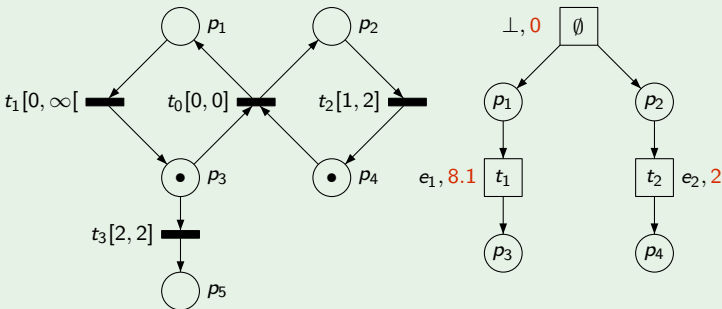 p₁
p₂
⊥, 0
∅
t₁[0, ∞[
t₀[0, 0]
t₂[1, 2]
p₁
p₂
p₃
p₄
e₁, 8.1
t₁
t₂
e₂, 2
t₃[2, 2]
p₃
p₄
p₅